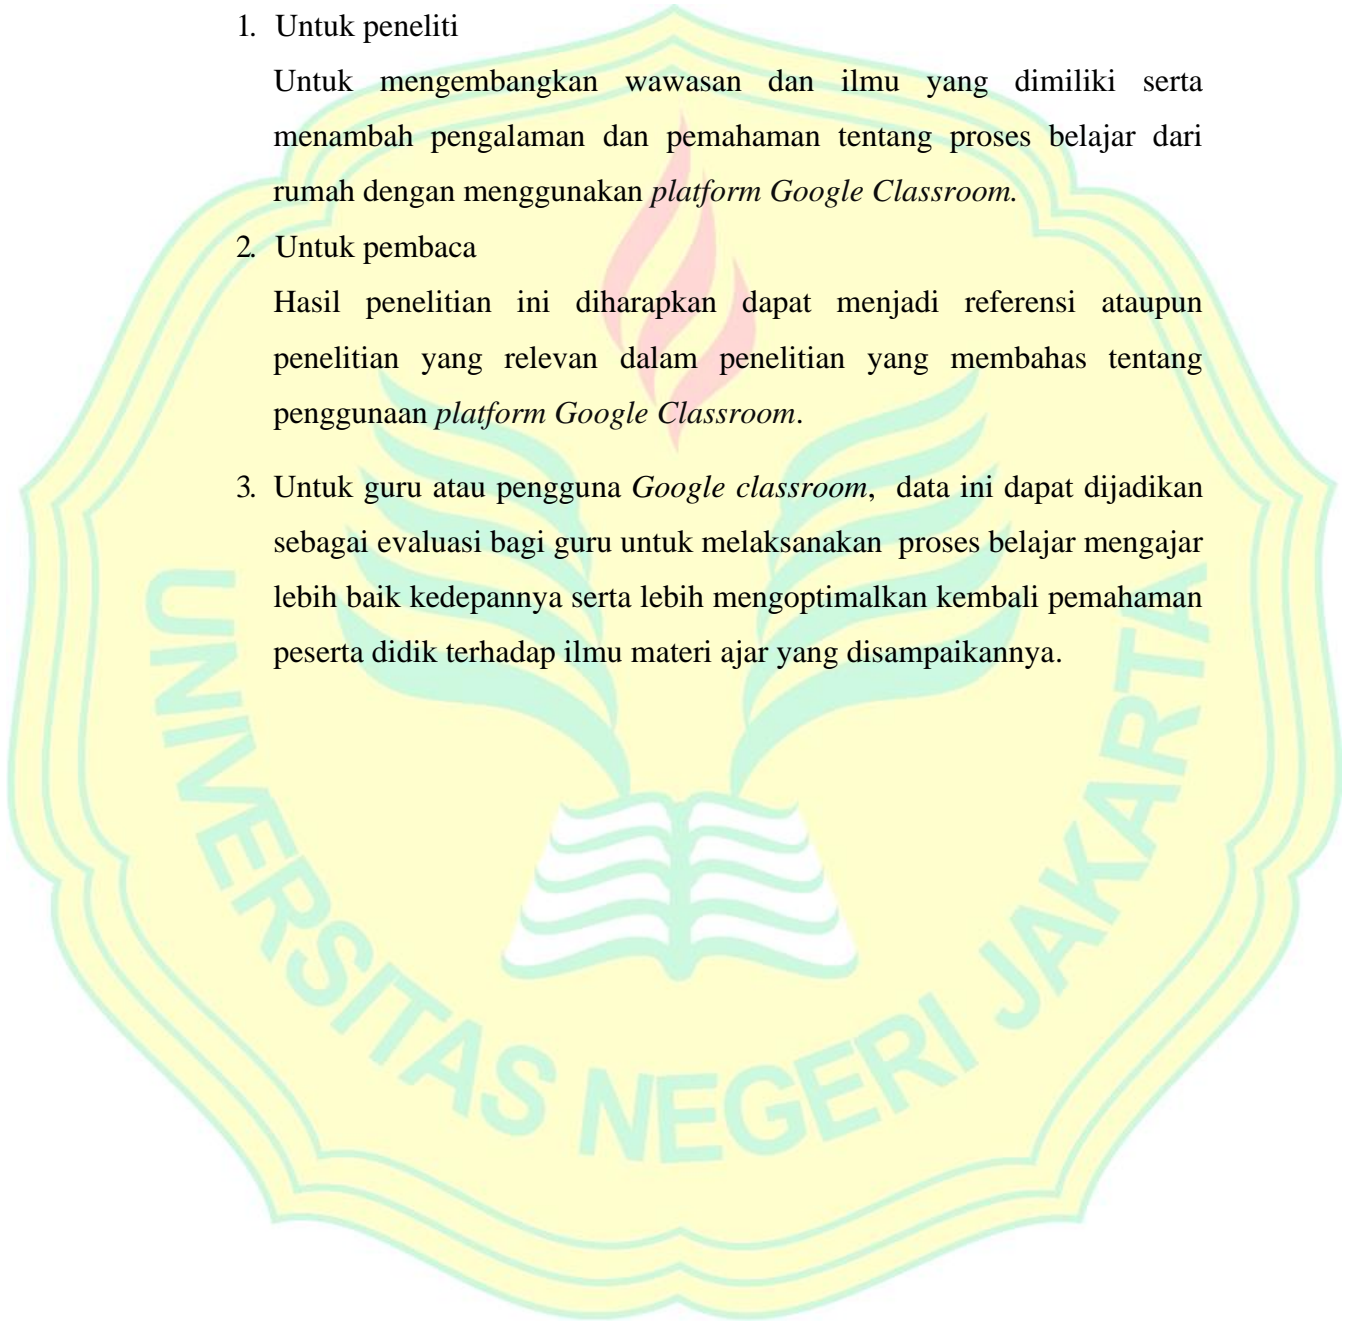 1. Untuk peneliti
Untuk mengembangkan wawasan dan ilmu yang dimiliki serta
menambah pengalaman dan pemahaman tentang proses belajar dari
rumah dengan menggunakan platform Google Classroom.
2. Untuk pembaca
Hasil penelitian ini diharapkan dapat menjadi referensi ataupun
penelitian yang relevan dalam penelitian yang membahas tentang
penggunaan platform Google Classroom.
3. Untuk guru atau pengguna Google classroom, data ini dapat dijadikan
sebagai evaluasi bagi guru untuk melaksanakan proses belajar mengajar
lebih baik kedepannya serta lebih mengoptimalkan kembali pemahaman
peserta didik terhadap ilmu materi ajar yang disampaikannya.
UNIVERSITAS NEGERI JAKARTA